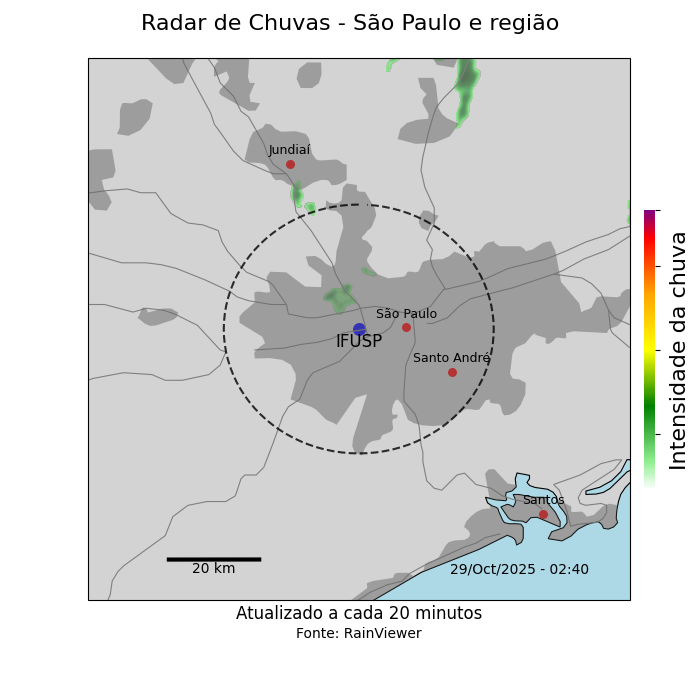 Radar de Chuvas - São Paulo e região
Jundiaí
São Paulo
IFUSP
Santo André
Santos
20 km
29/Oct/2025 - 02:40
Intensidade da chuva
Atualizado a cada 20 minutos
Fonte: RainViewer